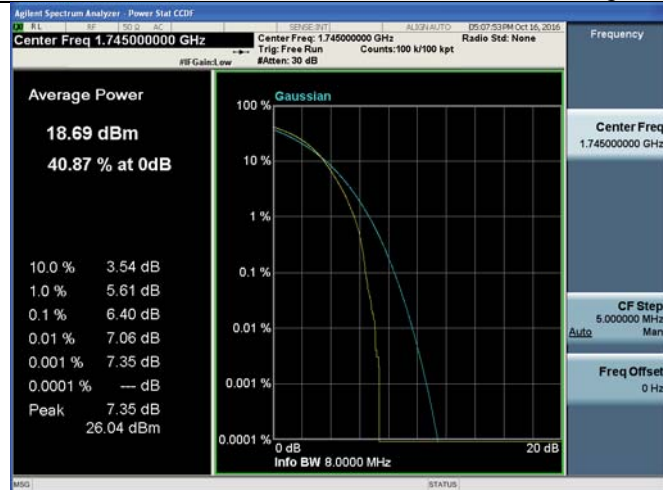 Agilent Spectrum Analyzer - Power Stat CCDF
RL RF 50 Ω AC SENSE:INT ALIGN AUTO 05:07:53 PM Oct 16, 2016
Center Freq 1.745000000 GHz
Center Freq: 1.745000000 GHz Radio Std: None
Trig: Free Run Counts:100 k/100 kpt
#IFGain:Low #Atten: 30 dB
Frequency
Average Power
18.69 dBm
40.87 % at 0dB
10.0 % 3.54 dB
1.0 % 5.61 dB
0.1 % 6.40 dB
0.01 % 7.06 dB
0.001 % 7.35 dB
0.0001 % --- dB
Peak 7.35 dB
26.04 dBm
Gaussian
100 %
10 %
1 %
0.1 %
0.01 %
0.001 %
0.0001 %
0 dB 20 dB
Info BW 8.0000 MHz
Center Freq
1.745000000 GHz
CF Step
5.000000 MHz
Auto Man
Freq Offset
0 Hz
MSG STATUS